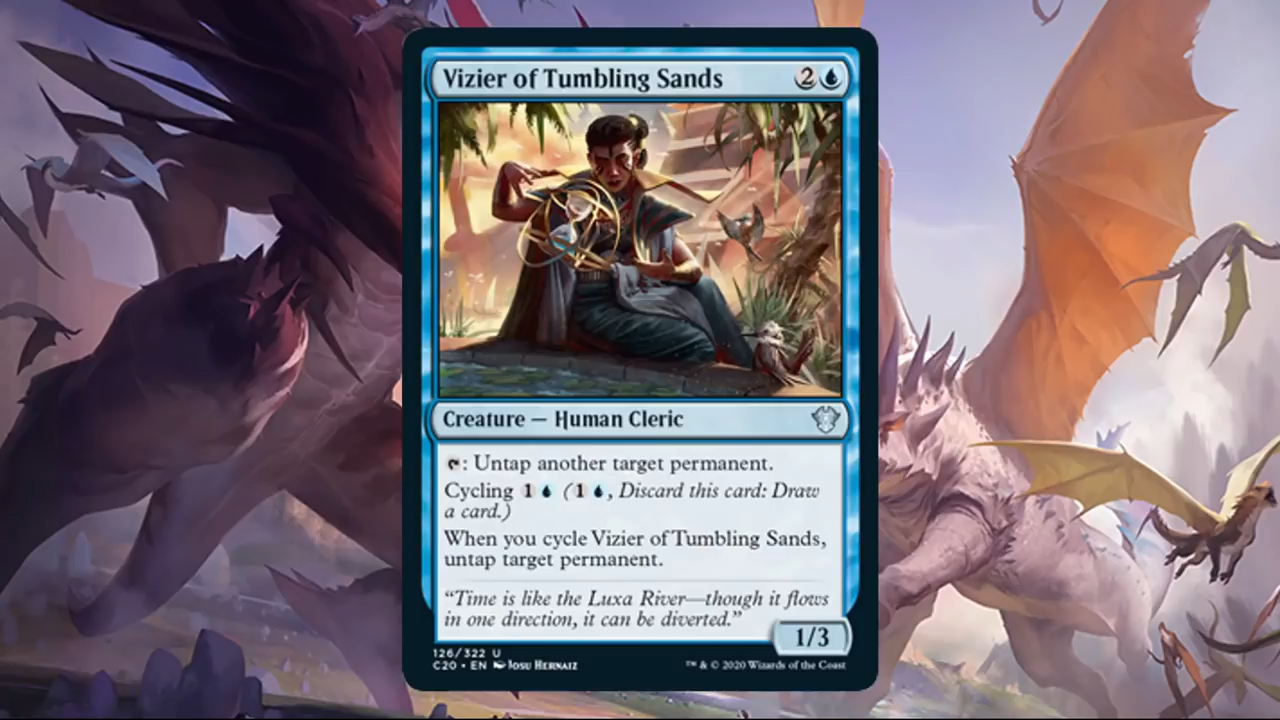 Vizier of Tumbling Sands 2
Creature — Human Cleric
: Untap another target permanent.
Cycling 1 (1, Discard this card: Draw
a card.)
When you cycle Vizier of Tumbling Sands,
untap target permanent.
“Time is like the Luxa River—though it flows
in one direction, it can be diverted.”
1/3
126/322 U
C20 • EN Iosu Hernaiz
™ & © 2020 Wizards of the Coast